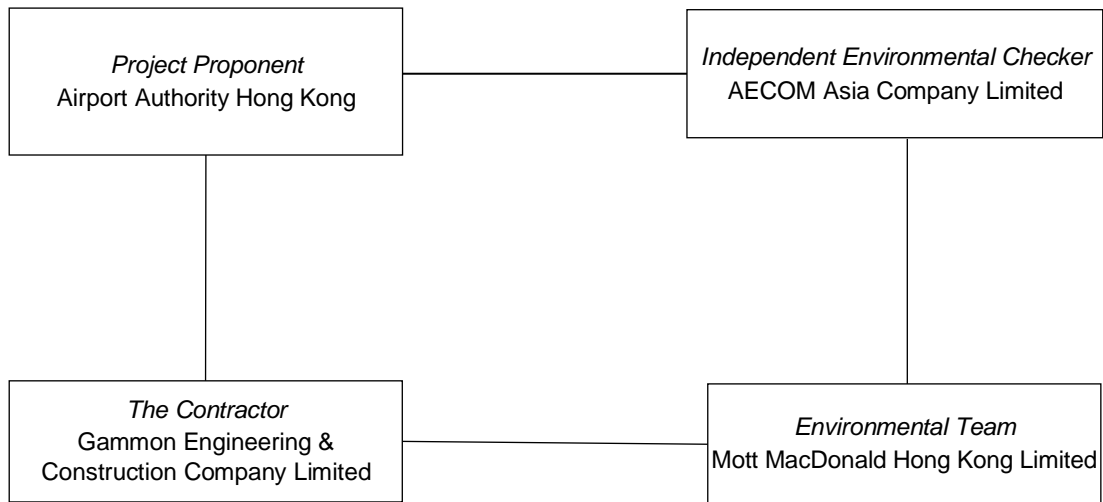 Project Proponent
Airport Authority Hong Kong
Independent Environmental Checker
AECOM Asia Company Limited
The Contractor
Gammon Engineering &
Construction Company Limited
Environmental Team
Mott MacDonald Hong Kong Limited